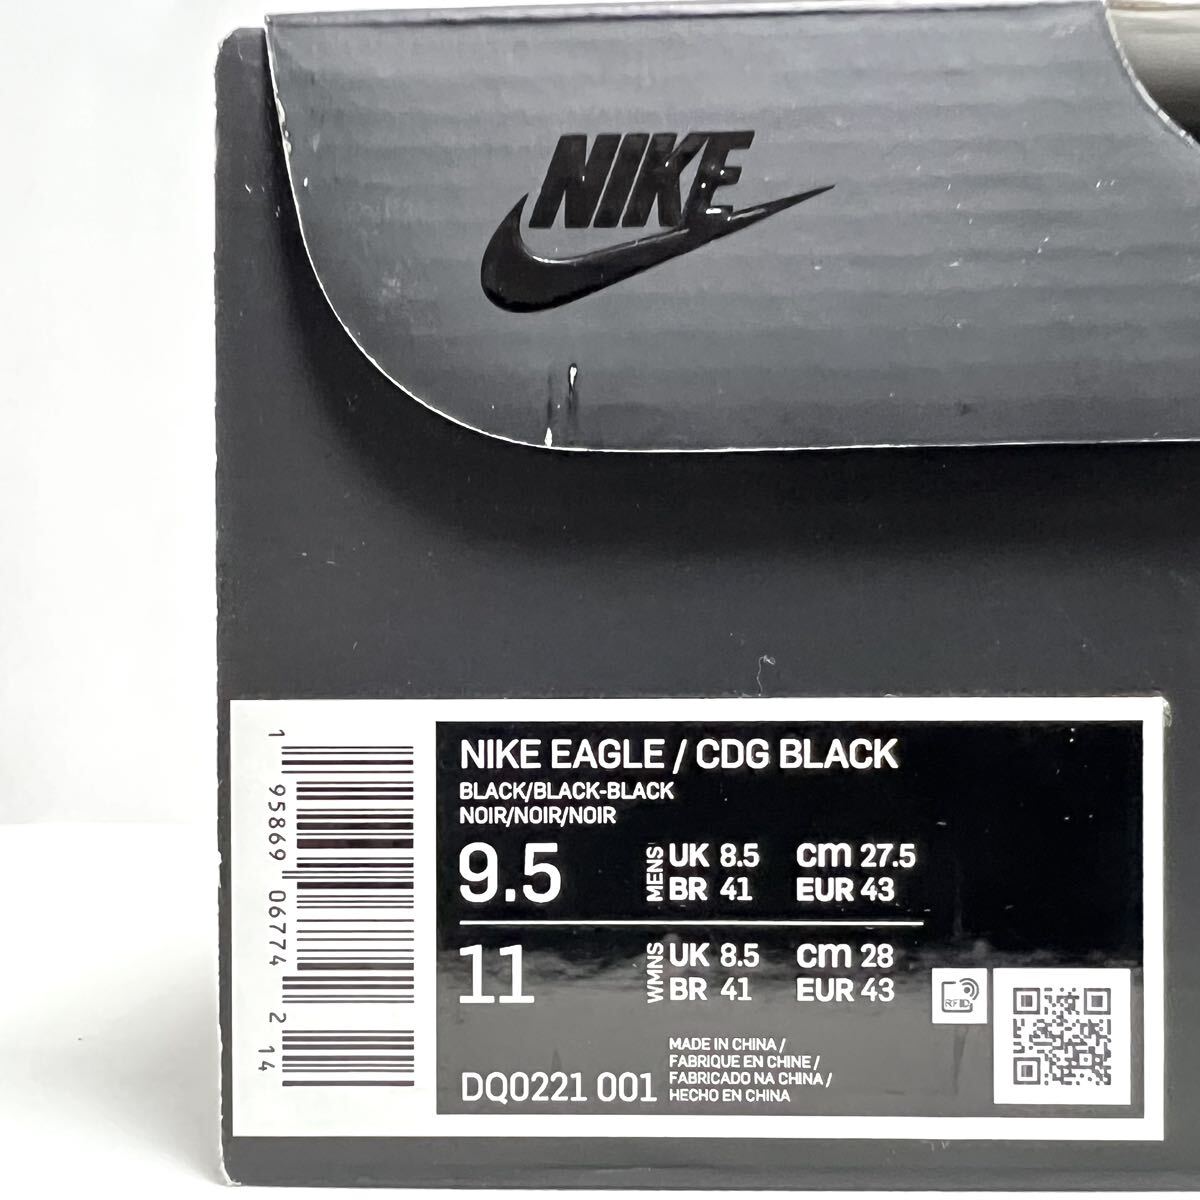 NIKE
NIKE EAGLE / CDG BLACK
BLACK/BLACK-BLACK
NOIR/NOIR/NOIR
9.5 MENS UK 8.5 cm 27.5
BR 41 EUR 43
11 WMNS UK 8.5 cm 28
BR 41 EUR 43
RFID
DQ0221 001
MADE IN CHINA /
FABRIQUE EN CHINE /
FABRICADO NA CHINA /
HECHO EN CHINA
1 95869 06774 2 14